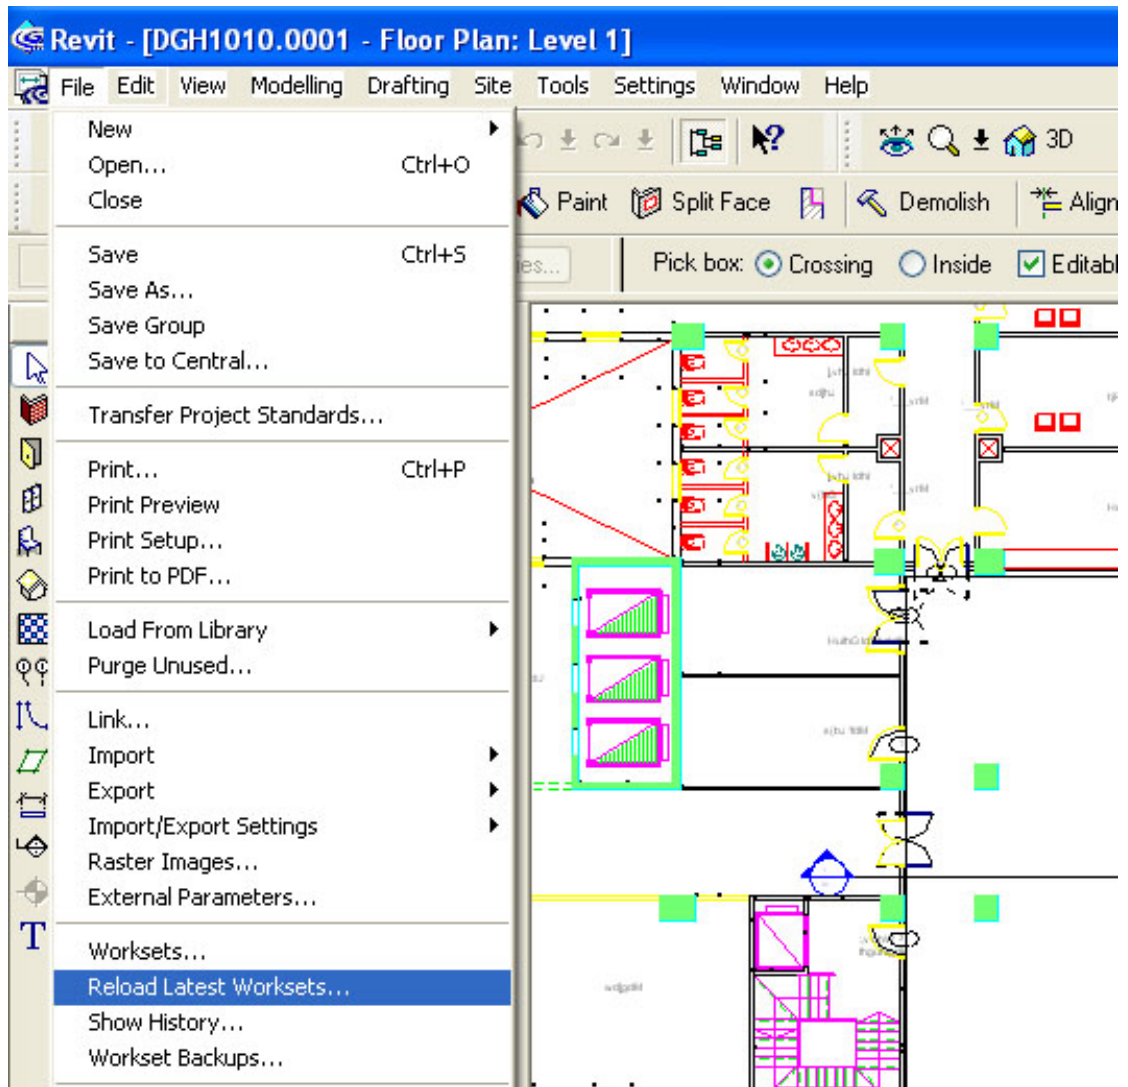 Revit - [DGH1010.0001 - Floor Plan: Level 1]
File Edit View Modelling Drafting Site Tools Settings Window Help
New
Open... Ctrl+O
Close
Save Ctrl+S
Save As...
Save Group
Save to Central...
Transfer Project Standards...
Print... Ctrl+P
Print Preview
Print Setup...
Print to PDF...
Load From Library
Purge Unused...
Link...
Import
Export
Import/Export Settings
Raster Images...
External Parameters...
Worksets...
Reload Latest Worksets...
Show History...
Workset Backups...
3D
Paint Split Face Demolish Align
Pick box: Crossing Inside Editabl
T